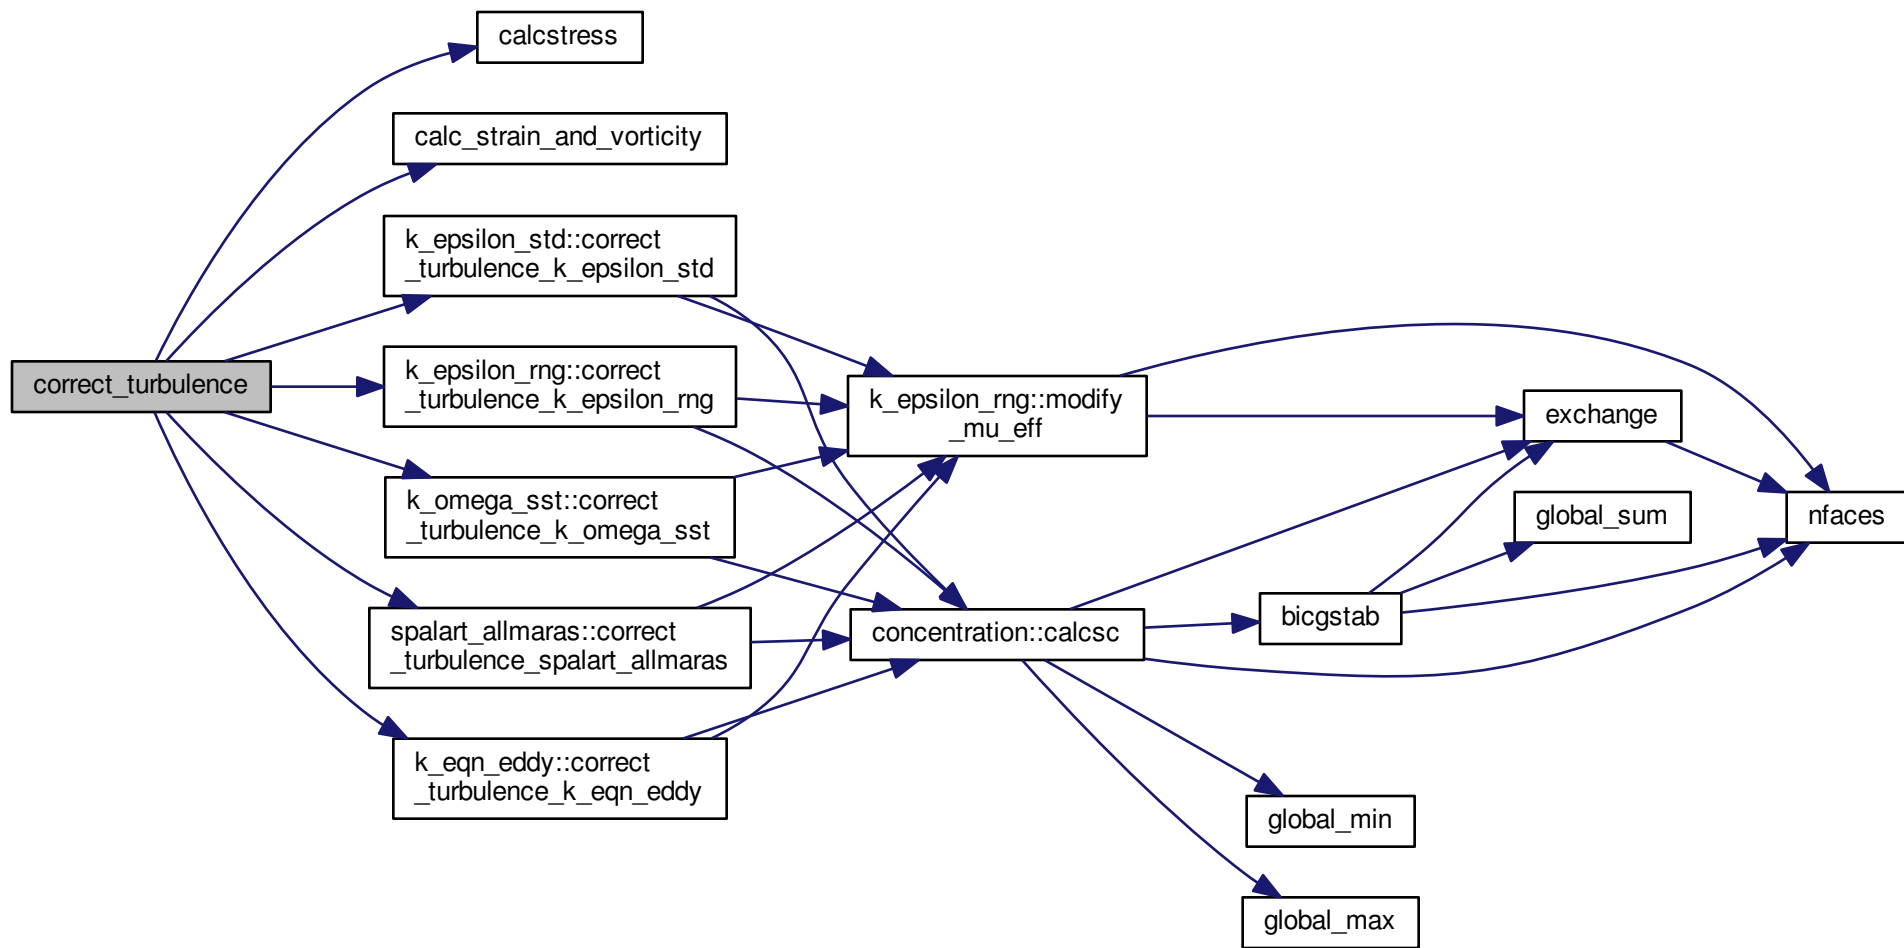 calcstress
calc_strain_and_vorticity
k_epsilon_std::correct
_turbulence_k_epsilon_std
correct_turbulence
k_epsilon_rng::correct
_turbulence_k_epsilon_rng
k_omega_sst::correct
_turbulence_k_omega_sst
spalart_allmaras::correct
_turbulence_spalart_allmaras
k_eqn_eddy::correct
_turbulence_k_eqn_eddy
k_epsilon_rng::modify
_mu_eff
concentration::calcsc
exchange
global_sum
nfaces
bicgstab
global_min
global_max